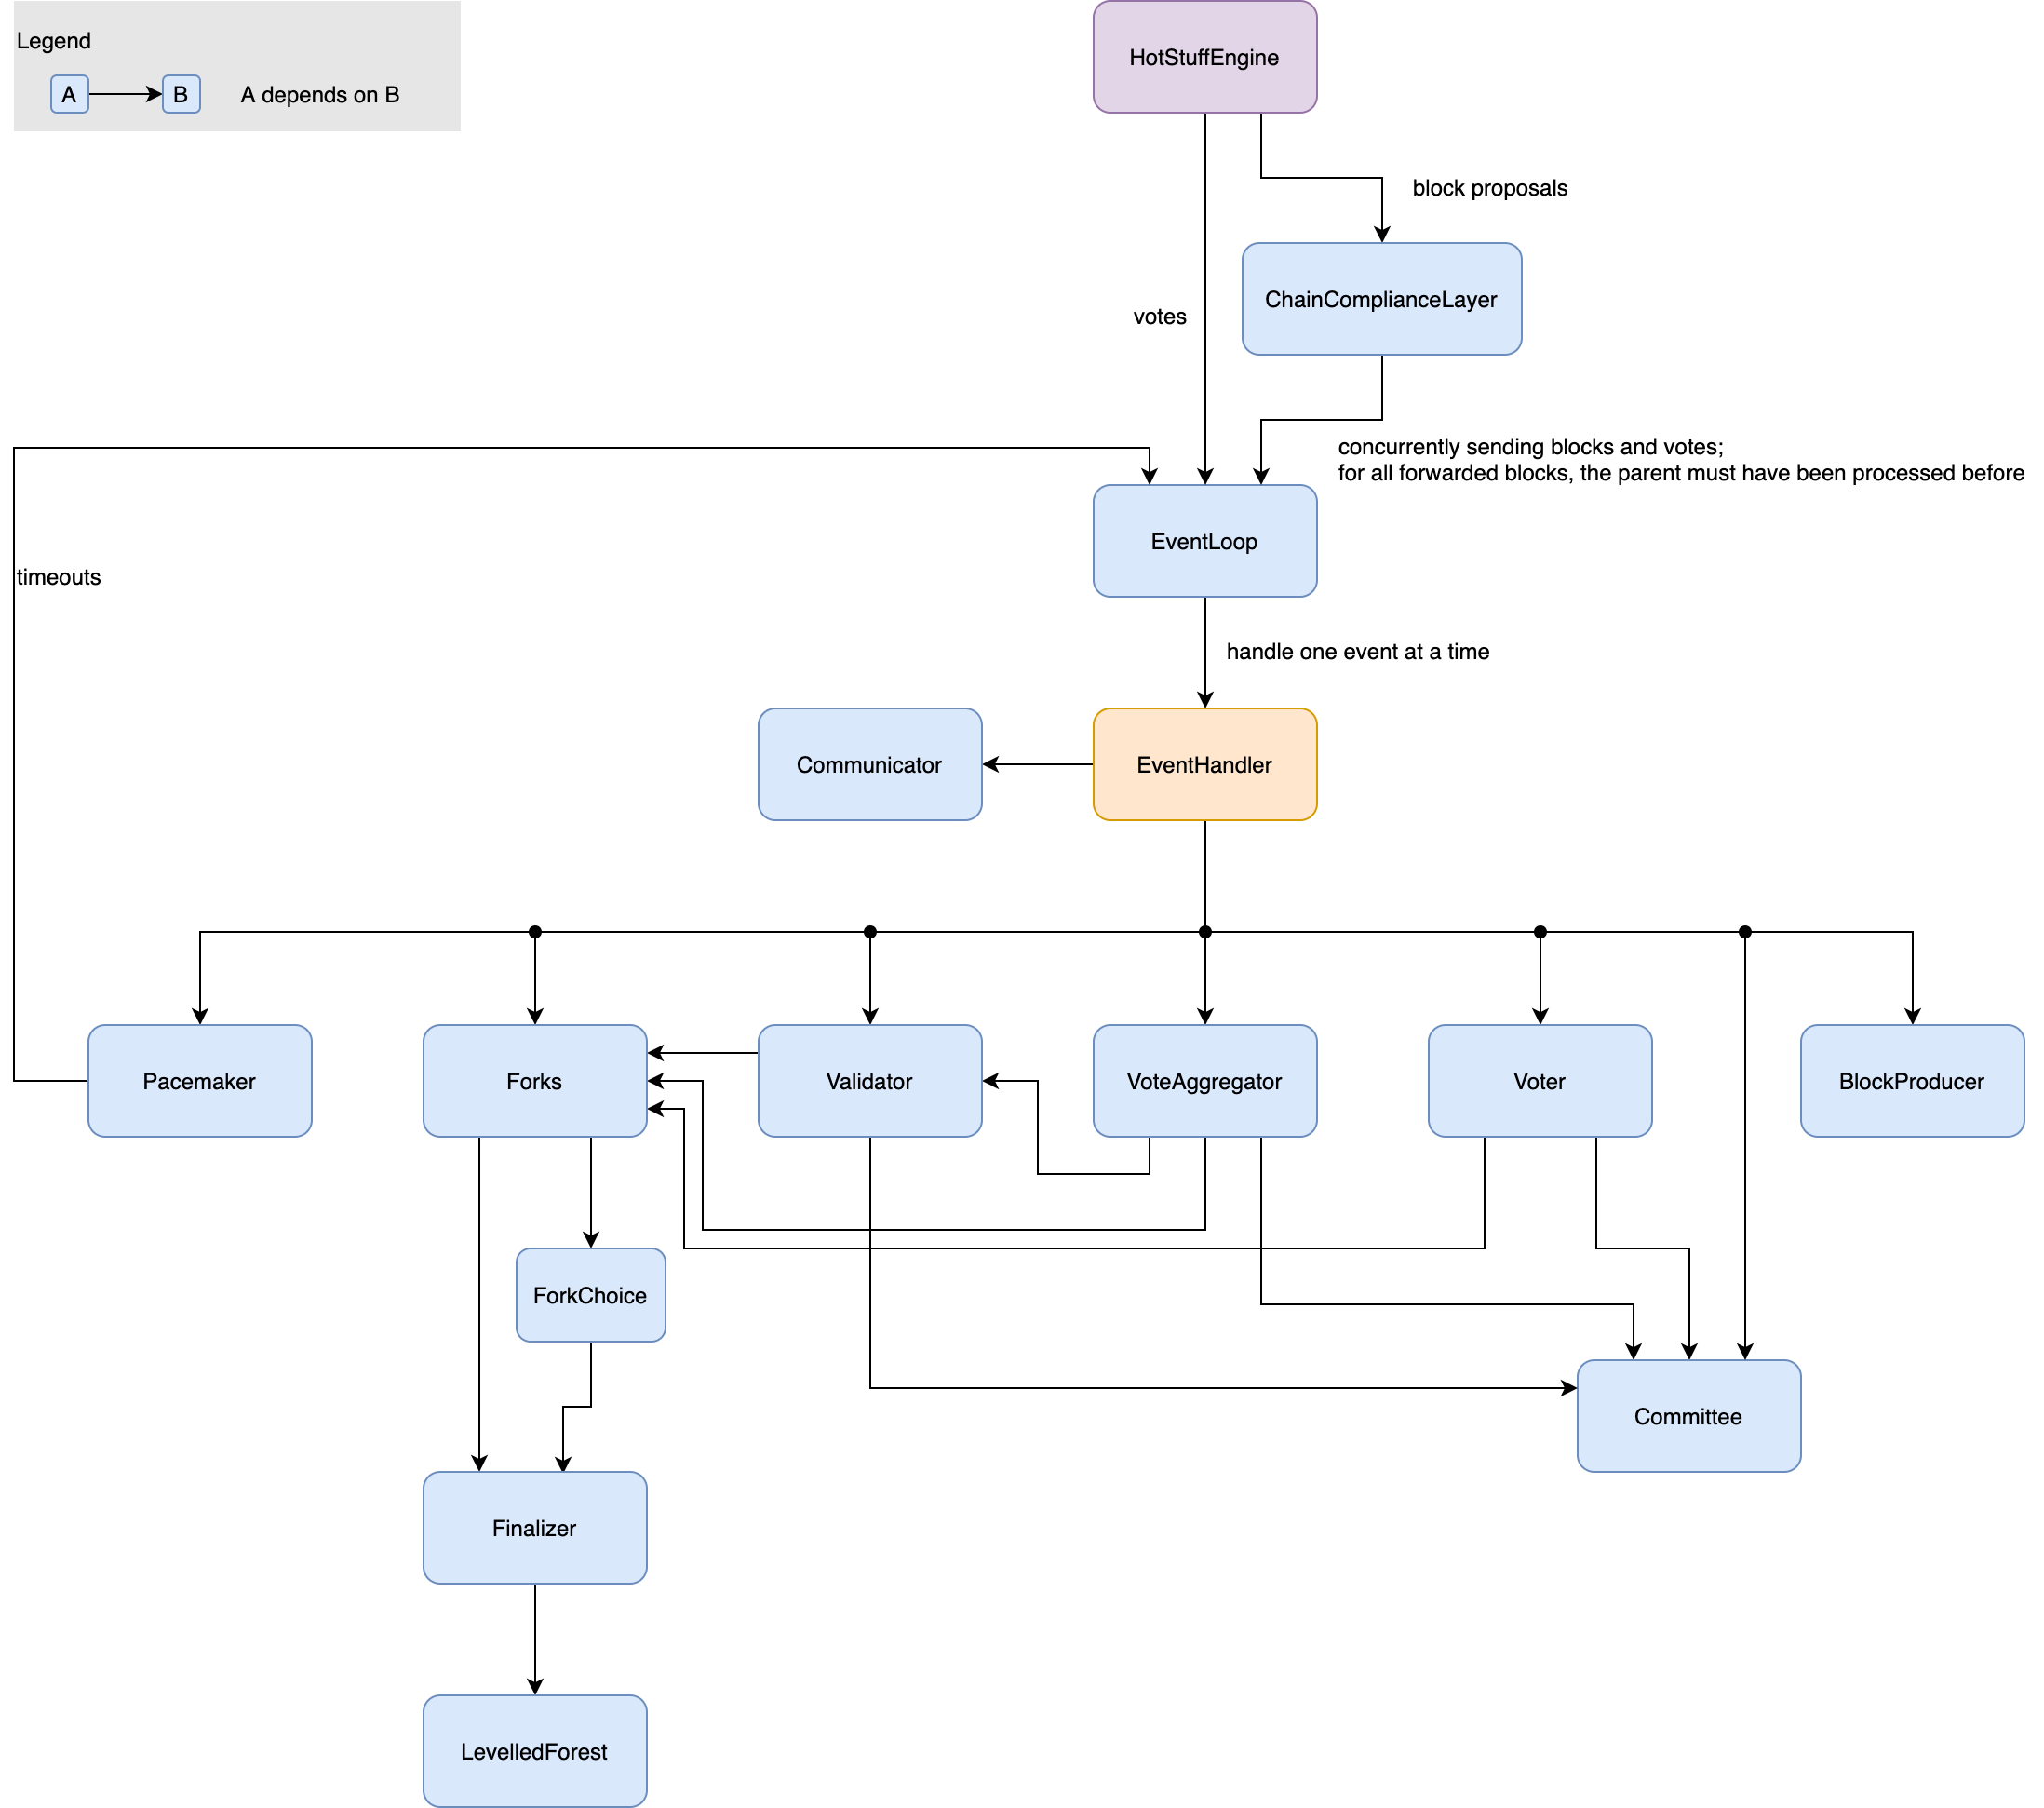 Legend
A
B
A depends on B
HotStuffEngine
block proposals
ChainComplianceLayer
votes
concurrently sending blocks and votes;
for all forwarded blocks, the parent must have been processed before
EventLoop
timeouts
handle one event at a time
Communicator
EventHandler
Pacemaker
Forks
Validator
VoteAggregator
Voter
BlockProducer
ForkChoice
Committee
Finalizer
LevelledForest